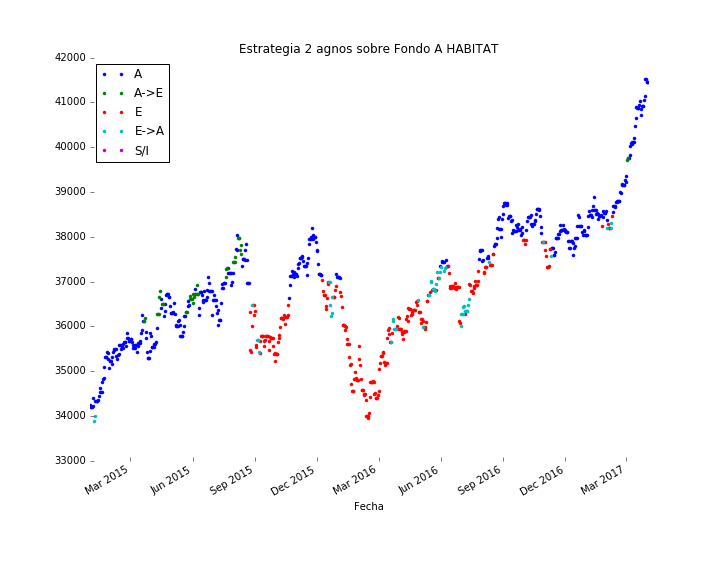 Estrategia 2 agnos sobre Fondo A HABITAT
42000
41000
40000
39000
38000
37000
36000
35000
34000
33000
A
A->E
E
E->A
S/I
Mar 2015
Jun 2015
Sep 2015
Dec 2015
Mar 2016
Jun 2016
Sep 2016
Dec 2016
Mar 2017
Fecha